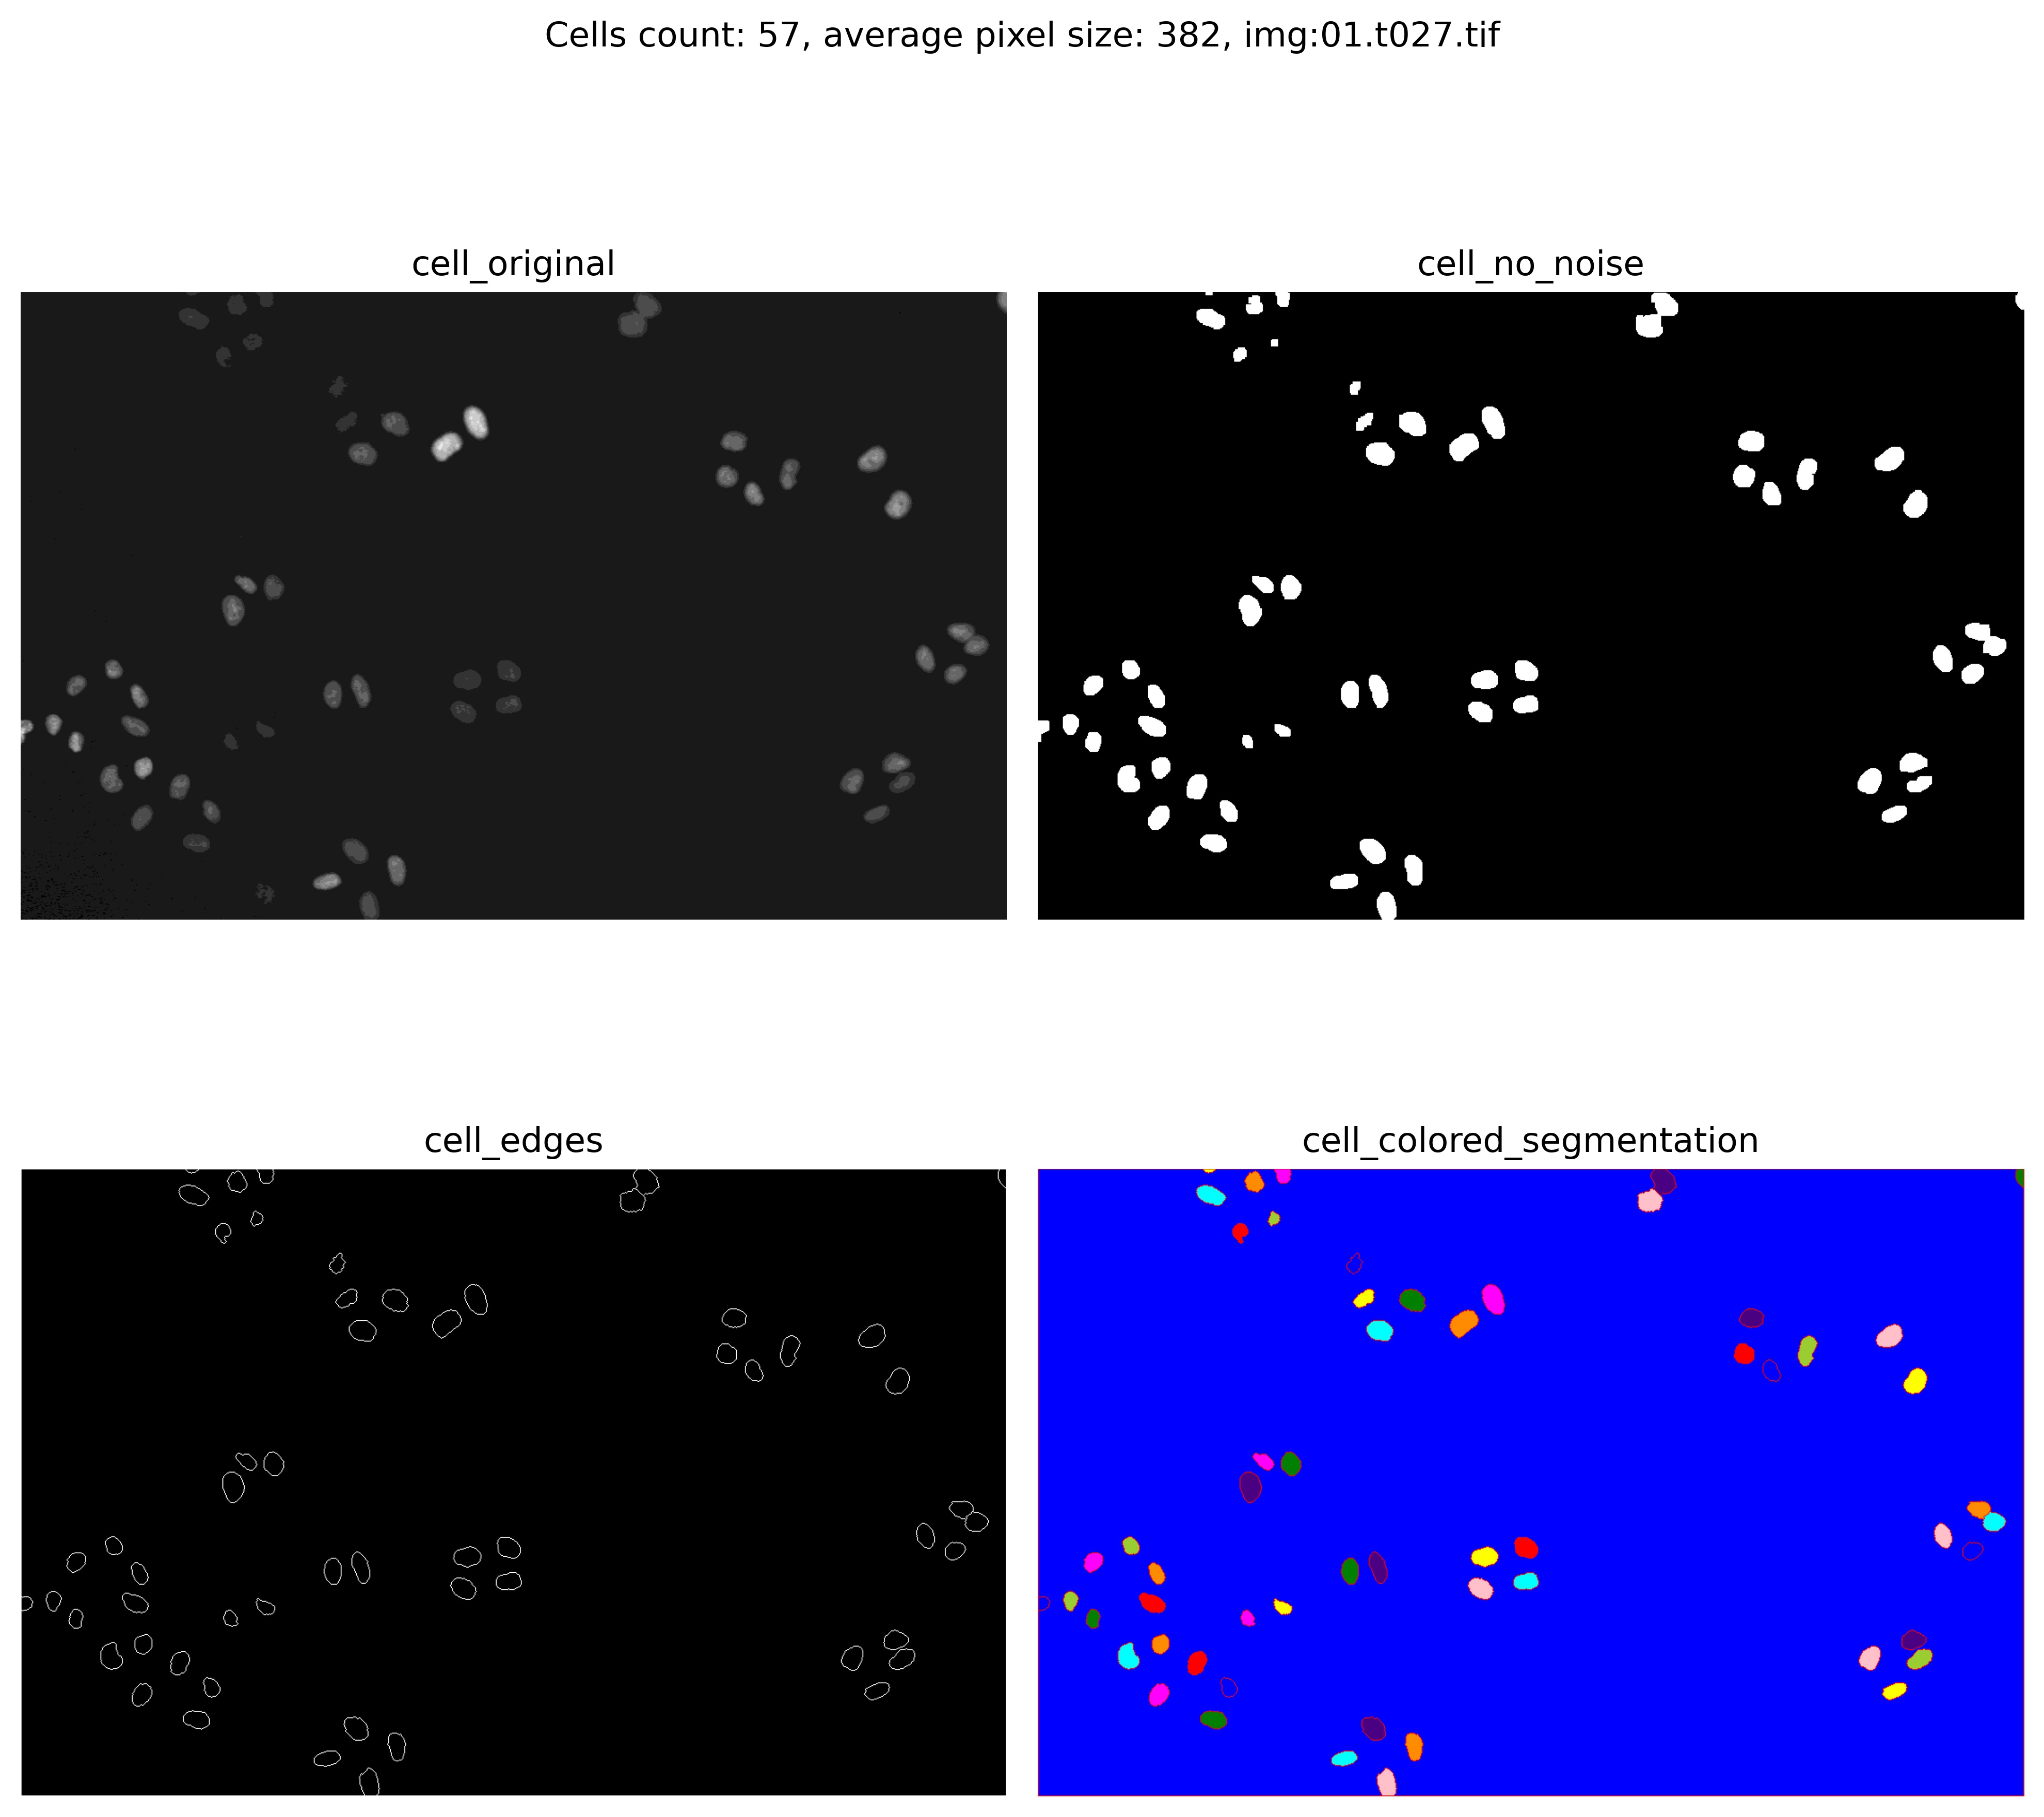 Cells count: 57, average pixel size: 382, img:01.t027.tif
cell_original
cell_no_noise
cell_edges
cell_colored_segmentation